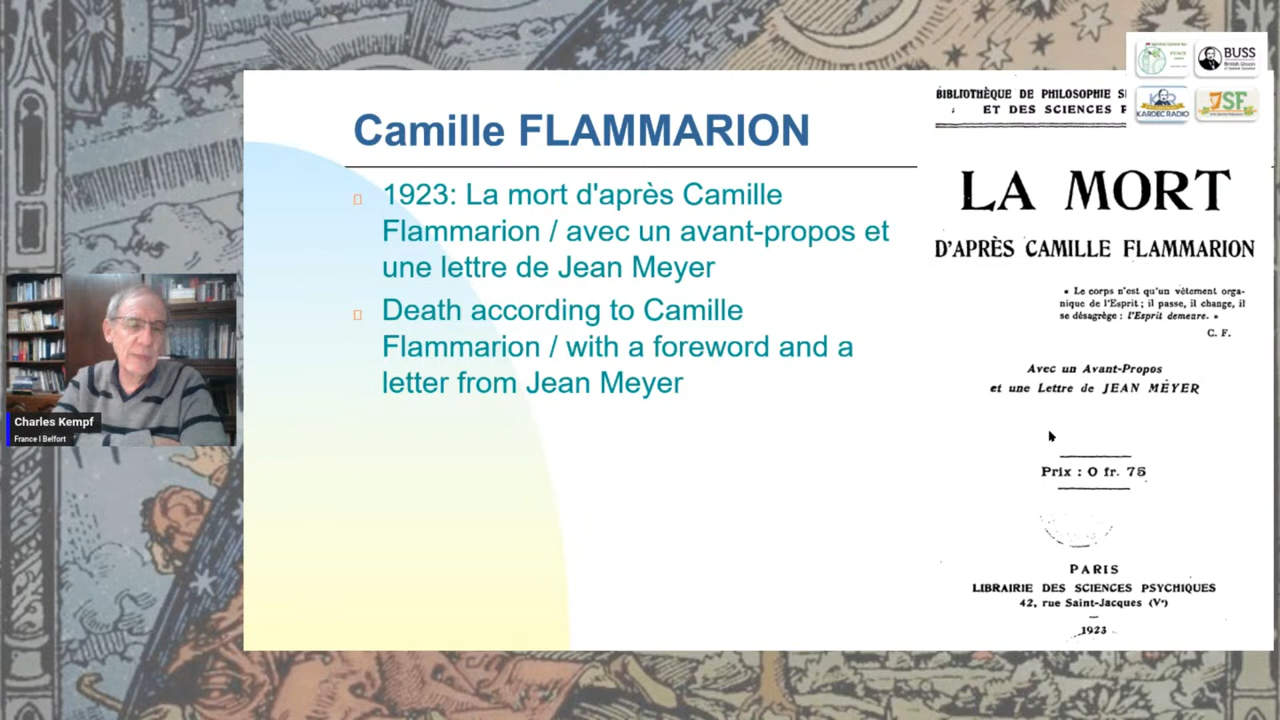 Camille FLAMMARION
1923: La mort d'après Camille
Flammarion / avec un avant-propos et
une lettre de Jean Meyer
Death according to Camille
Flammarion / with a foreword and a
letter from Jean Meyer
BIBLIOTHÈQUE DE PHILOSOPHIE
ET DES SCIENCES
LA MORT
D'APRÈS CAMILLE FLAMMARION
« Le corps n'est qu'un vêtement orga-
nique de l'Esprit ; il passe, il change, il
se désagrège : l'Esprit demeure. »
C. F.
Avec un Avant-Propos
et une Lettre de JEAN MEYER
Prix : 0 fr. 75
PARIS
LIBRAIRIE DES SCIENCES PSYCHIQUES
42, rue Saint-Jacques (Vᵉ)
1923
BUSS
British Union
KARDEC RADIO
SF
Charles Kempf
France | Belfort